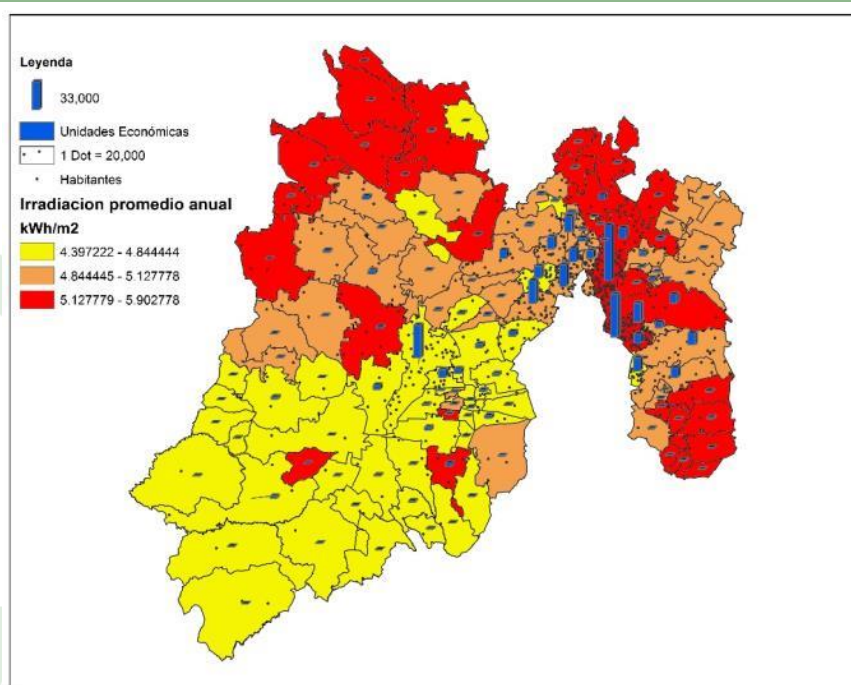 Leyenda
33,000
Unidades Económicas
1 Dot = 20,000
Habitantes
Irradiacion promedio anual
kWh/m2
4.397222 - 4.844444
4.844445 - 5.127778
5.127779 - 5.902778